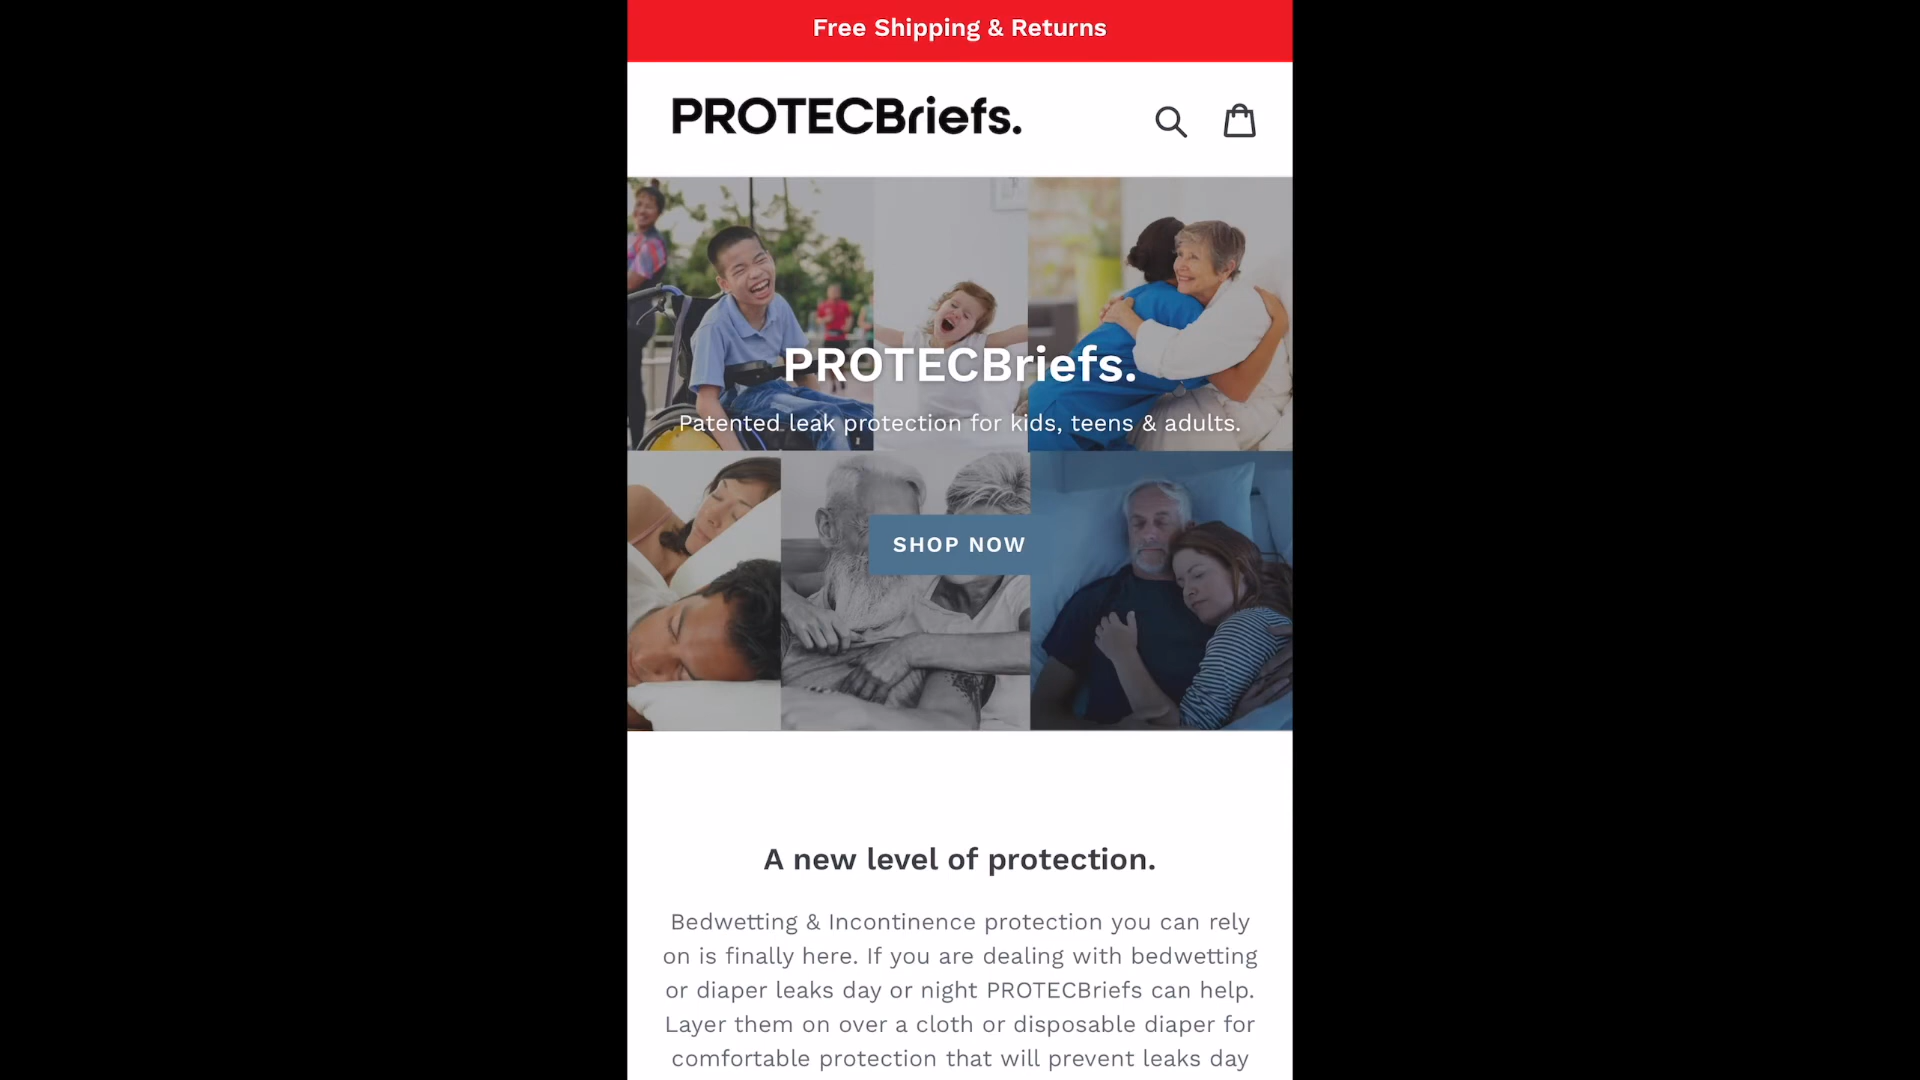 Free Shipping & Returns
PROTECBriefs.
PROTECBriefs.
Patented leak protection for kids, teens & adults.
SHOP NOW
A new level of protection.
Bedwetting & Incontinence protection you can rely
on is finally here. If you are dealing with bedwetting
or diaper leaks day or night PROTECBriefs can help.
Layer them on over a cloth or disposable diaper for
comfortable protection that will prevent leaks day